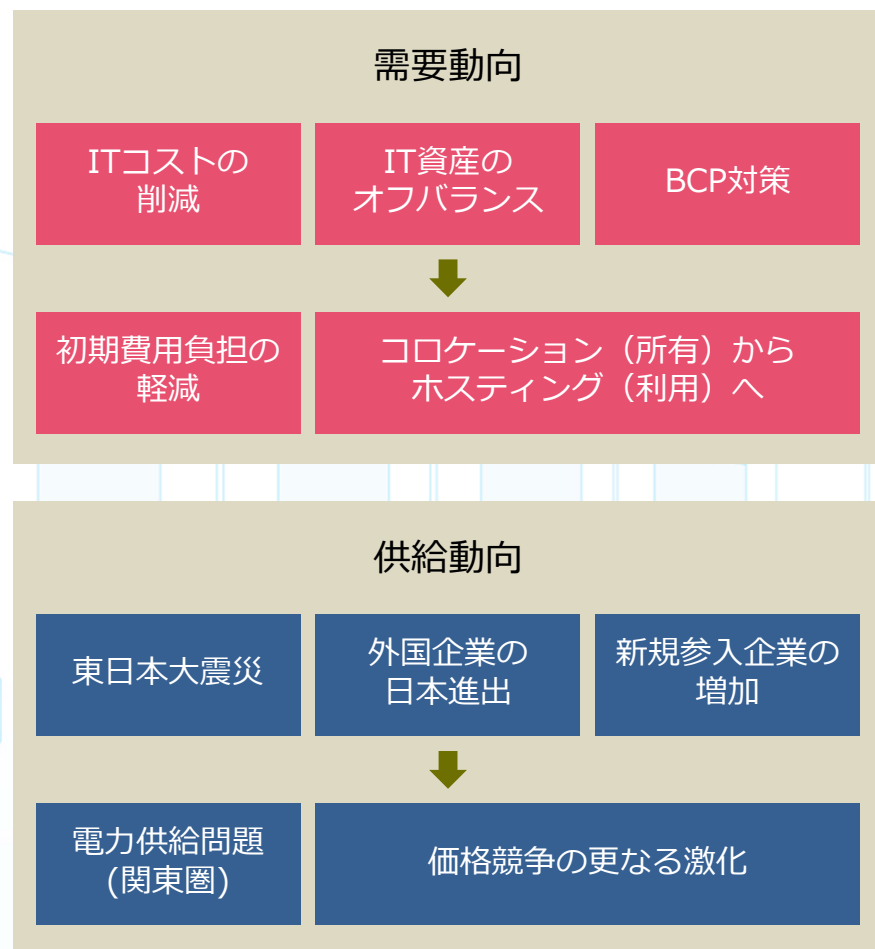 需要動向
ITコストの
削減
IT資産の
オフバランス
BCP対策
初期費用負担の
軽減
コロケーション（所有）から
ホスティング（利用）へ
供給動向
東日本大震災
外国企業の
日本進出
新規参入企業の
増加
電力供給問題
(関東圏)
価格競争の更なる激化